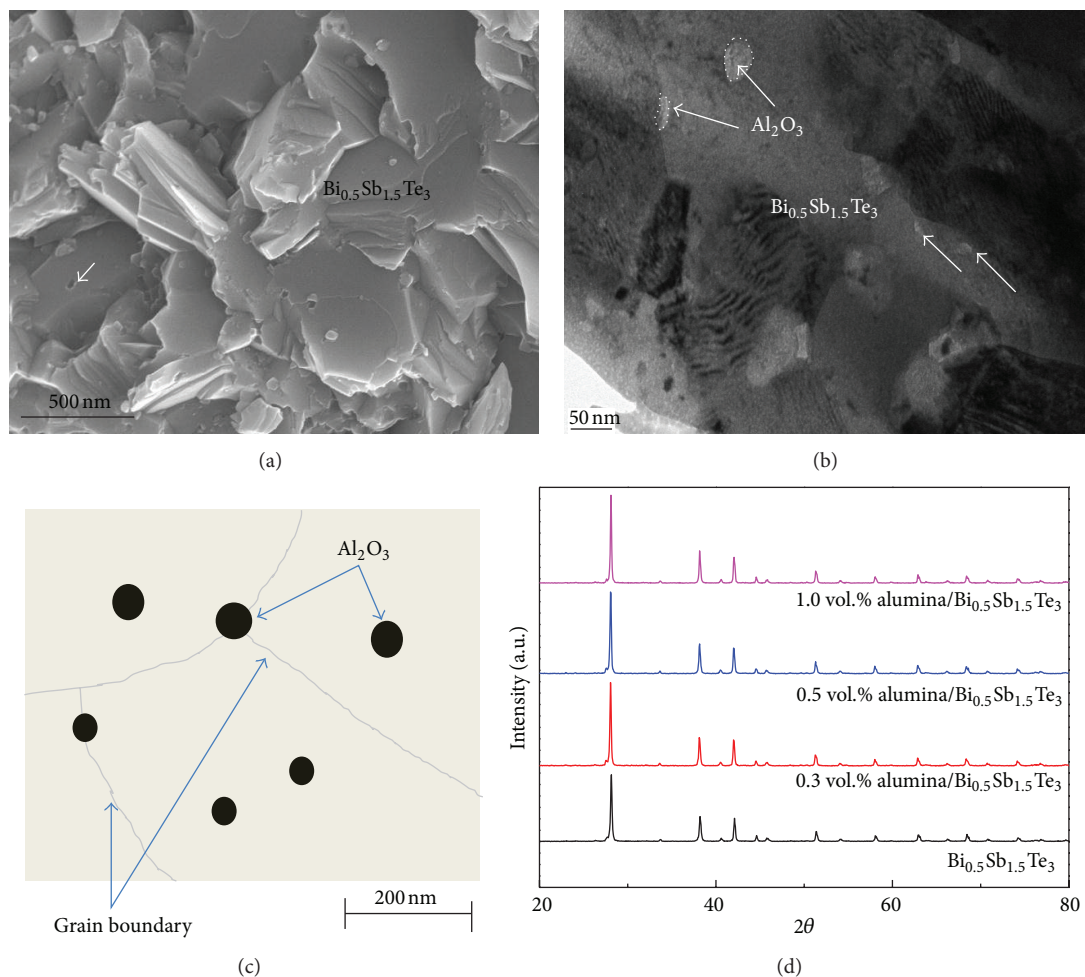 Bi₀.₅Sb₁.₅Te₃
500 nm
(a)
Al₂O₃
Bi₀.₅Sb₁.₅Te₃
50 nm
(b)
Al₂O₃
200 nm
Grain boundary
(c)
Intensity (a.u.)
1.0 vol.% alumina/Bi₀.₅Sb₁.₅Te₃
0.5 vol.% alumina/Bi₀.₅Sb₁.₅Te₃
0.3 vol.% alumina/Bi₀.₅Sb₁.₅Te₃
Bi₀.₅Sb₁.₅Te₃
20 40 60 80
2θ
(d)